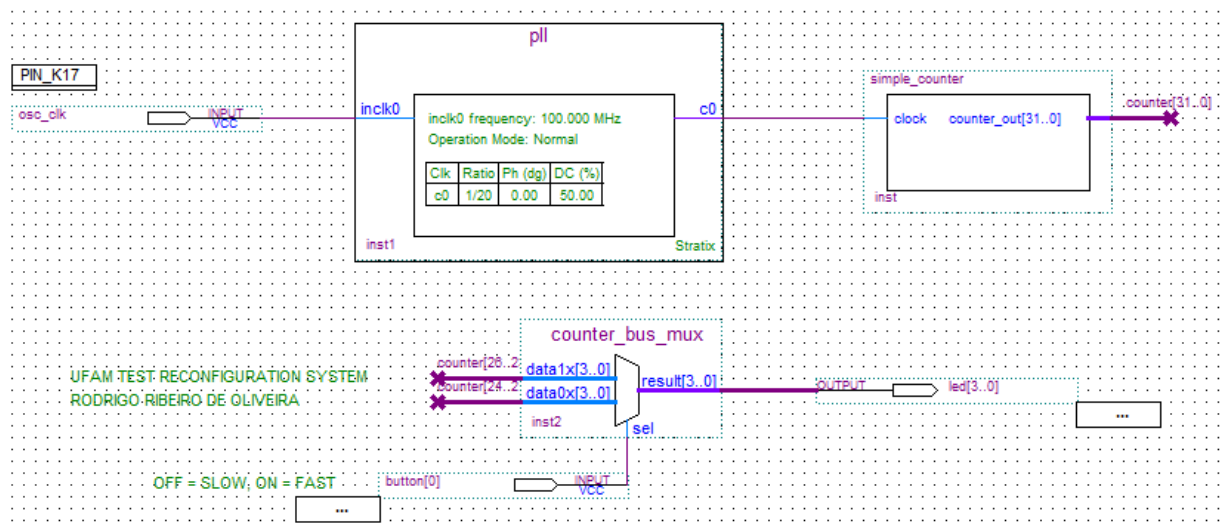 pll
PIN_K17
osc_clk
INPUT
VCC
inclk0
inclk0 frequency: 100.000 MHz
Operation Mode: Normal
Clk Ratio Ph (dg) DC (%)
c0 1/20 0.00 50.00
c0
inst1
Stratix
simple_counter
clock
counter_out[31..0]
inst
counter[31..0]
counter_bus_mux
counter[26..2
data1x[3..0]
counter[24..2
data0x[3..0]
result[3..0]
inst2
sel
OUTPUT
led[3..0]
...
UFAM TEST RECONFIGURATION SYSTEM
RODRIGO RIBEIRO DE OLIVEIRA
OFF = SLOW, ON = FAST
button[0]
INPUT
VCC
...